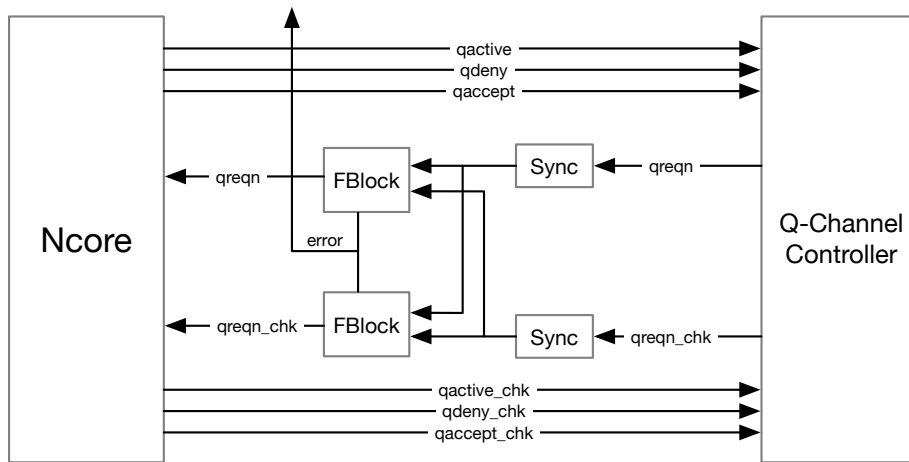 qactive
qdeny
qaccept
qreqn
FBlock
Sync
qreqn
Ncore
error
Q-Channel
Controller
qreqn_chk
FBlock
Sync
qreqn_chk
qactive_chk
qdeny_chk
qaccept_chk